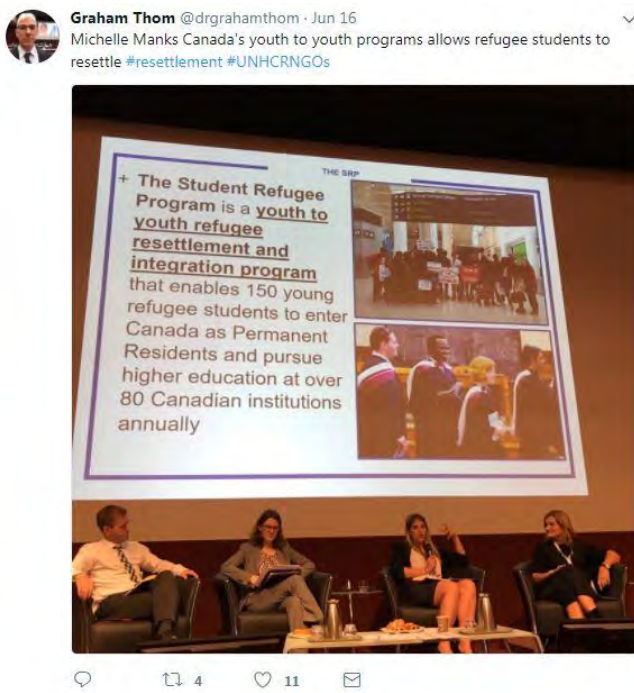 Graham Thom @drgrahamthom · Jun 16
Michelle Manks Canada's youth to youth programs allows refugee students to
resettle #resettlement #UNHCRNGOs
THE SRP
+ The Student Refugee
Program is a youth to
youth refugee
resettlement and
integration program
that enables 150 young
refugee students to enter
Canada as Permanent
Residents and pursue
higher education at over
80 Canadian institutions
annually
4
11